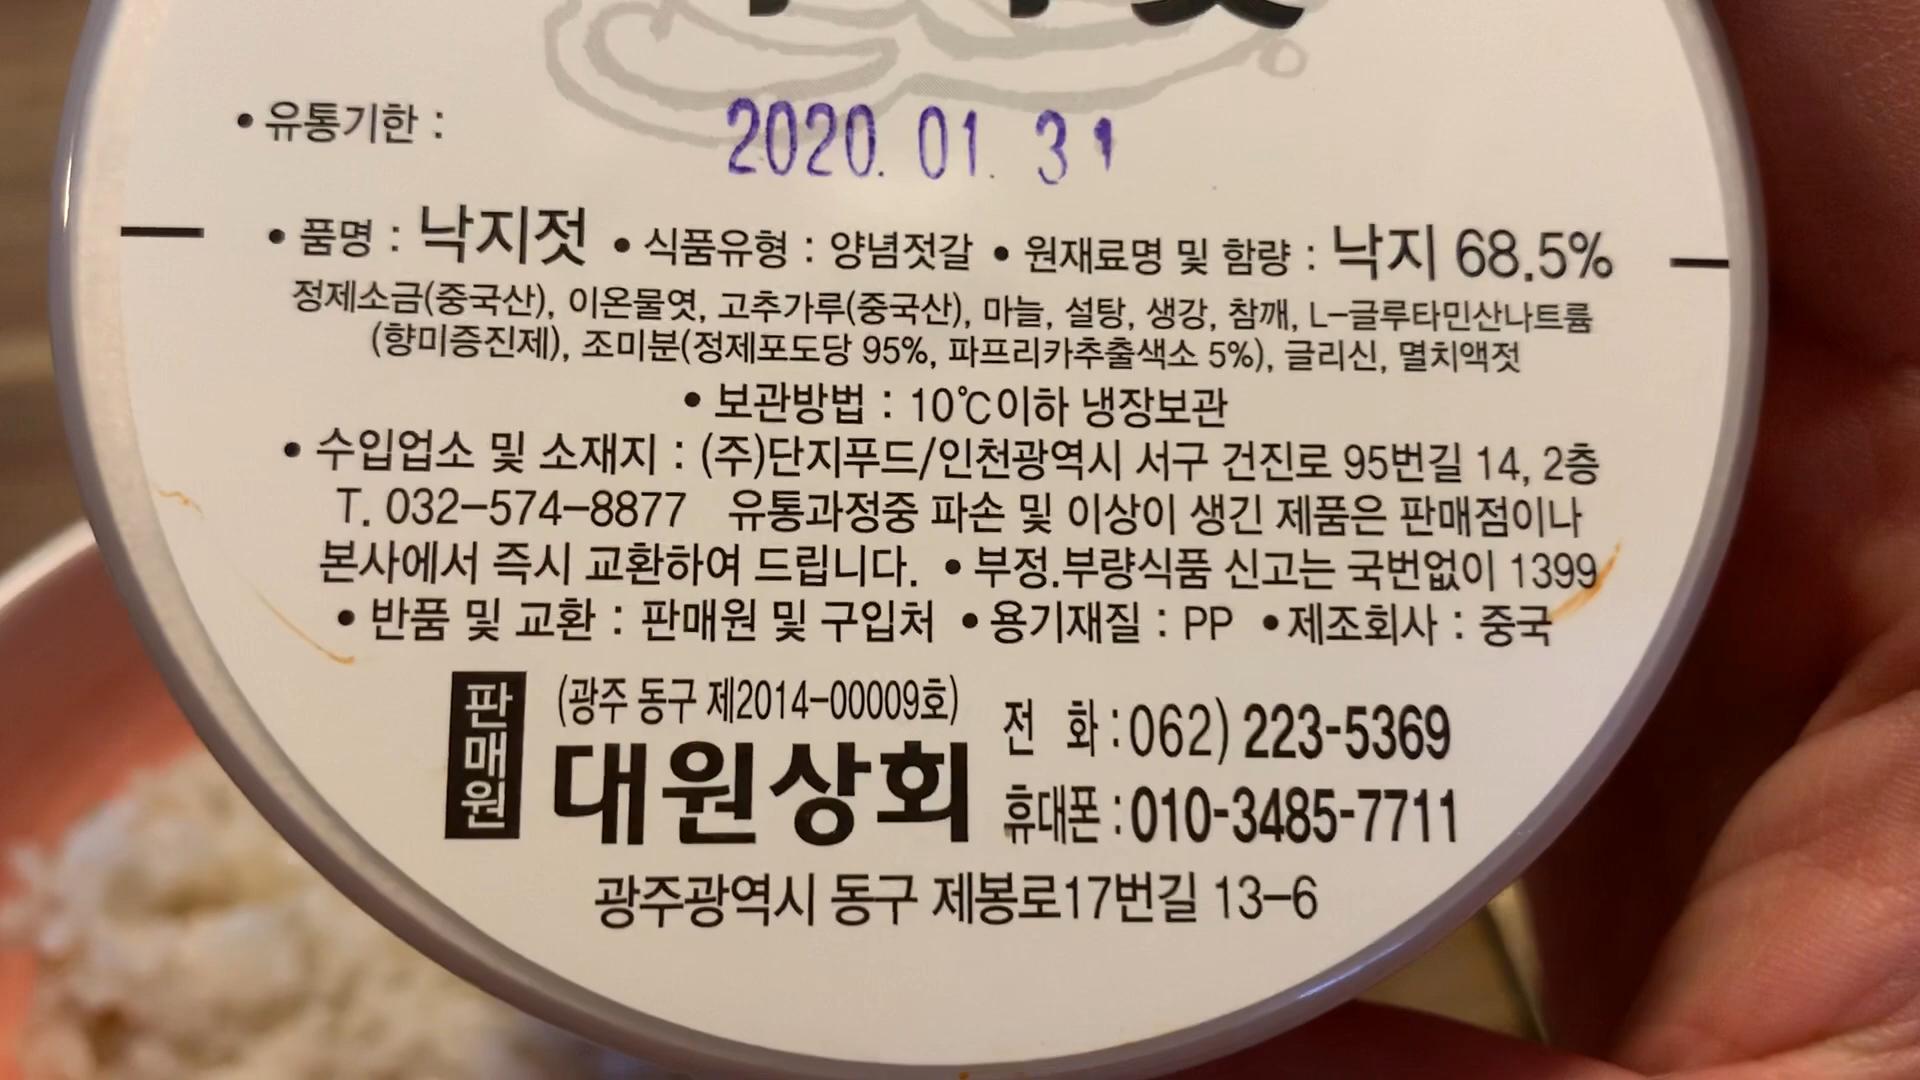 • 유통기한 : 2020. 01. 31
• 품명 : 낙지젓 • 식품유형 : 양념젓갈 • 원재료명 및 함량 : 낙지 68.5%
정제소금(중국산), 이온물엿, 고추가루(중국산), 마늘, 설탕, 생강, 참깨, L-글루타민산나트륨
(향미증진제), 조미분(정제포도당 95%, 파프리카추출색소 5%), 글리신, 멸치액젓
• 보관방법 : 10℃이하 냉장보관
• 수입업소 및 소재지 : (주)단지푸드/인천광역시 서구 건진로 95번길 14, 2층
T. 032-574-8877 유통과정중 파손 및 이상이 생긴 제품은 판매점이나
본사에서 즉시 교환하여 드립니다. • 부정.부량식품 신고는 국번없이 1399
• 반품 및 교환 : 판매원 및 구입처 • 용기재질 : PP • 제조회사 : 중국
판매원
(광주 동구 제2014-00009호)
대원상회
전 화 : 062) 223-5369
휴대폰 : 010-3485-7711
광주광역시 동구 제봉로17번길 13-6